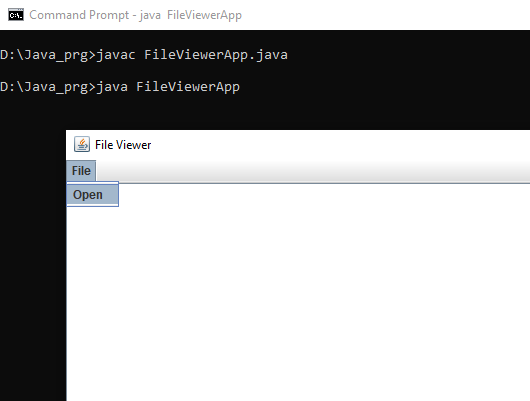 Command Prompt - java  FileViewerApp
D:\Java_prg>javac FileViewerApp.java
D:\Java_prg>java FileViewerApp
File Viewer
File
Open